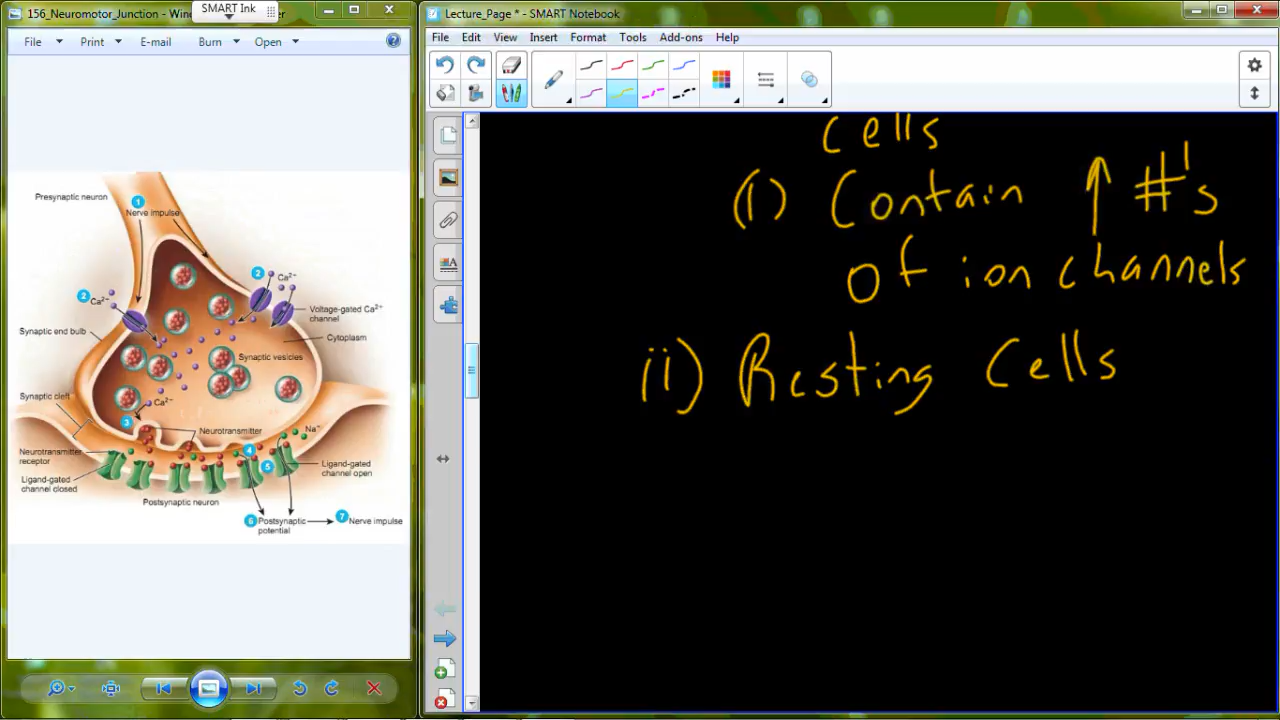 156_Neuromotor_Junction - Win
SMART Ink
er
File
Print
E-mail
Burn
Open
Presynaptic neuron
1
Nerve impulse
2
Ca2+
2
Ca2+
Voltage-gated Ca2+
channel
Cytoplasm
Synaptic end bulb
Synaptic vesicles
Synaptic cleft
Ca2+
3
Neurotransmitter
Na+
4
5
Neurotransmitter
receptor
Ligand-gated
channel open
Ligand-gated
channel closed
Postsynaptic neuron
6 Postsynaptic
potential
7 Nerve impulse
Lecture_Page * - SMART Notebook
File Edit View Insert Format Tools Add-ons Help
Cells
(1) Contain ↑ #'s
of ion channels
ii) Resting Cells